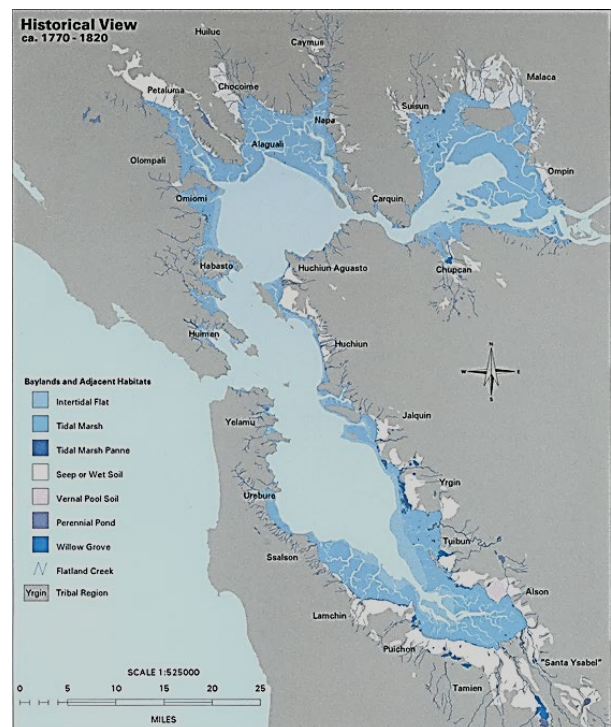 Historical View
ca. 1770 - 1820
Huiluc
Caymus
Petaluma
Chocoime
Malaca
Suisun
Napa
Alaguali
Olompali
Ompin
Omiomi
Carquin
Habasto
Huchiun-Aguasto
Chupcan
Huimen
Huchiun
N
W
E
S
Baylands and Adjacent Habitats
Intertidal Flat
Tidal Marsh
Tidal Marsh Panne
Seep or Wet Soil
Vernal Pool Soil
Perennial Pond
Willow Grove
Flatland Creek
Yrgin Tribal Region
Yelamu
Jalquin
Yrgin
Urebure
Tuibun
Ssalson
Alson
Lamchin
Puichon
"Santa Ysabel"
Tamien
SCALE 1:525000
0 5 10 15 20 25
MILES